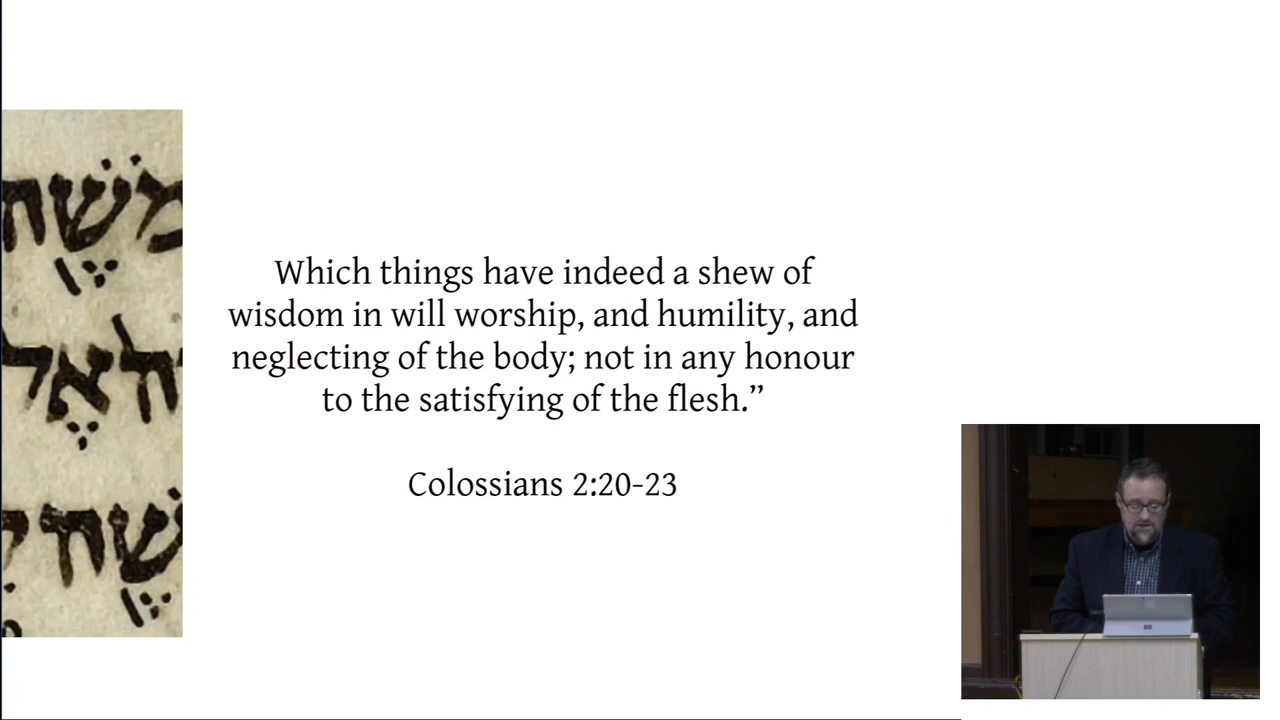 Which things have indeed a shew of
wisdom in will worship, and humility, and
neglecting of the body; not in any honour
to the satisfying of the flesh.”
Colossians 2:20-23